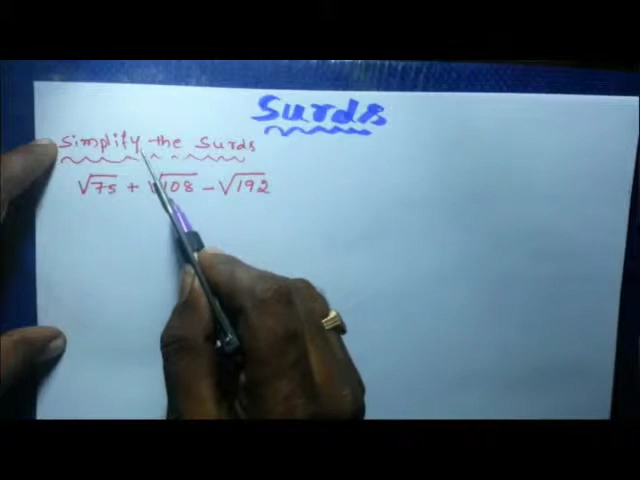 Surds
Simplify the Surds
√75 + √108 - √192